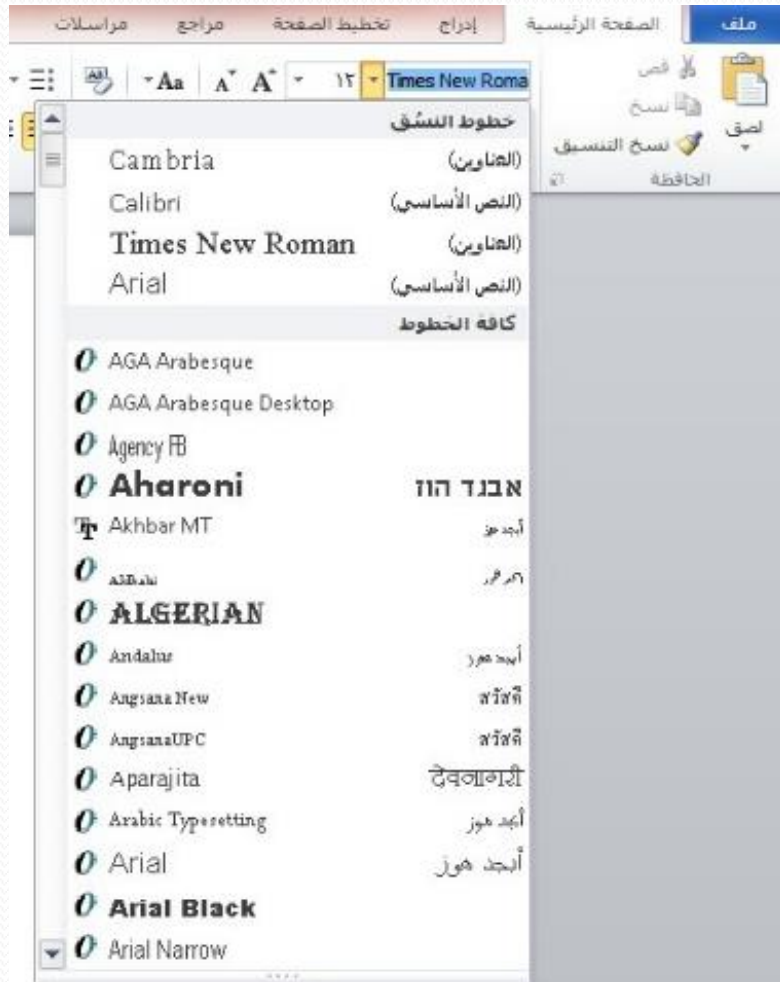 ملف الصفحة الرئيسية إدراج تخطيط الصفحة مراجع مراسلات
قص
نسخ
نسخ التنسيق
لصق
الحافظة
Times New Roma ١٢ A A Aa
خطوط النسُق
Cambria (العناوين)
Calibri (النص الأساسي)
Times New Roman (العناوين)
Arial (النص الأساسي)
كافة الخطوط
AGA Arabesque
AGA Arabesque Desktop
Agency FB
Aharoni אבגד הוז
Akhbar MT أبجد هوز
ALGERIAN
Andalus أبجد هوز
Angsana New สวัสดี
AngsanaUPC สวัสดี
Aparajita देवनागरी
Arabic Typesetting أبجد هوز
Arial أبجد هوز
Arial Black
Arial Narrow